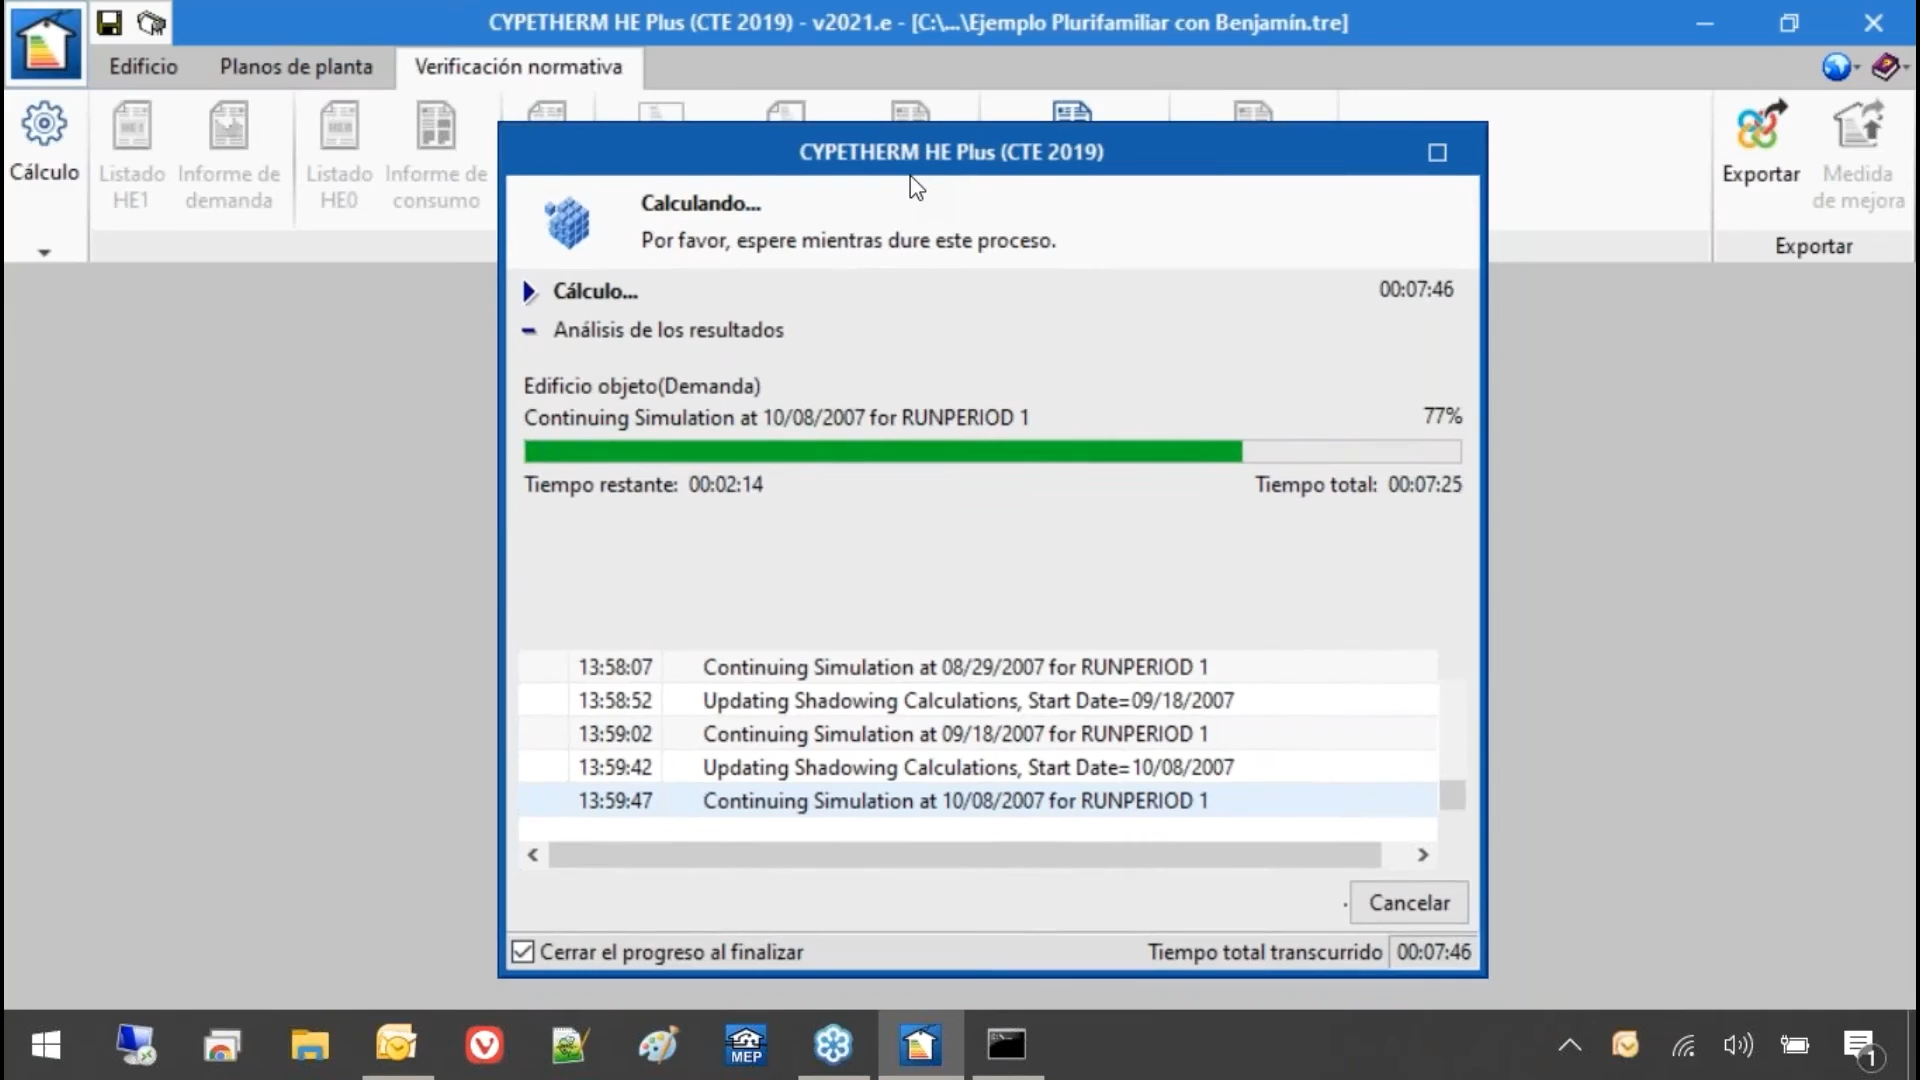 CYPETHERM HE Plus (CTE 2019) - v2021.e - [C:\...\Ejemplo Plurifamiliar con Benjamín.tre]
Edificio
Planos de planta
Verificación normativa
Cálculo
Listado
HE1
Informe de
demanda
Listado
HE0
Informe de
consumo
Exportar
Medida
de mejora
Exportar
CYPETHERM HE Plus (CTE 2019)
Calculando...
Por favor, espere mientras dure este proceso.
Cálculo...
00:07:46
Análisis de los resultados
Edificio objeto(Demanda)
Continuing Simulation at 10/08/2007 for RUNPERIOD 1
77%
Tiempo restante: 00:02:14
Tiempo total: 00:07:25
13:58:07 Continuing Simulation at 08/29/2007 for RUNPERIOD 1
13:58:52 Updating Shadowing Calculations, Start Date=09/18/2007
13:59:02 Continuing Simulation at 09/18/2007 for RUNPERIOD 1
13:59:42 Updating Shadowing Calculations, Start Date=10/08/2007
13:59:47 Continuing Simulation at 10/08/2007 for RUNPERIOD 1
Cancelar
Cerrar el progreso al finalizar
Tiempo total transcurrido 00:07:46
MEP
1